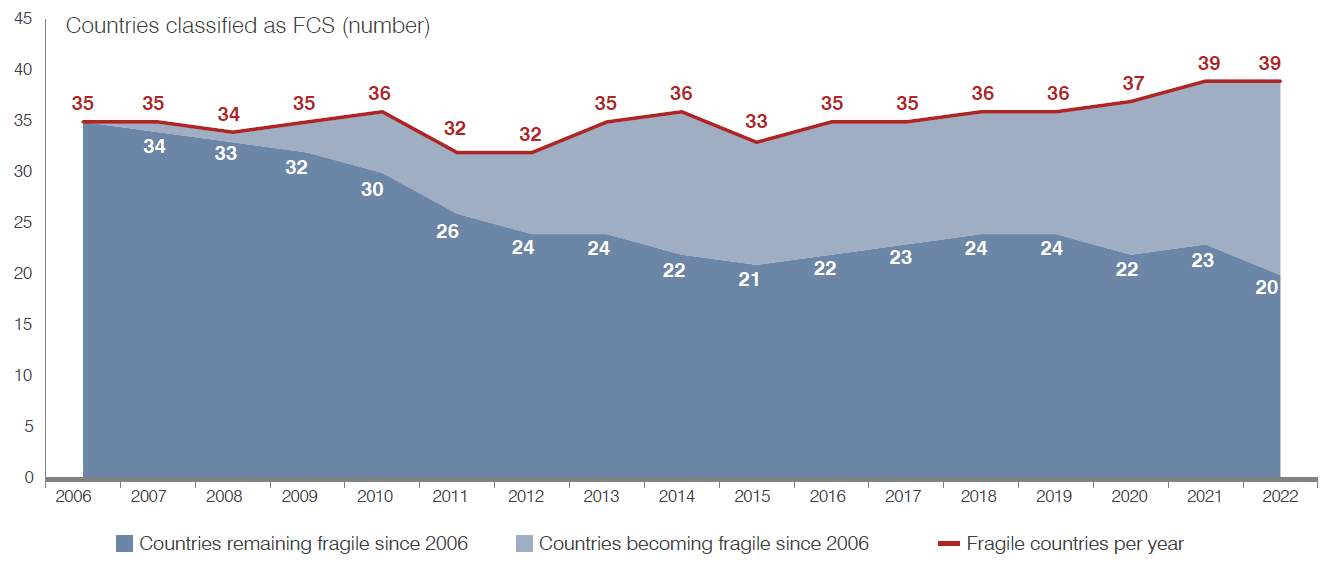 Countries classified as FCS (number)
45
40
35
30
25
20
15
10
5
0
35 35 34 35 36 32 32 35 36 33 35 35 36 36 37 39 39
34 33 32 30 26 24 24 22 21 22 23 24 24 22 23 20
2006 2007 2008 2009 2010 2011 2012 2013 2014 2015 2016 2017 2018 2019 2020 2021 2022
Countries remaining fragile since 2006 Countries becoming fragile since 2006 Fragile countries per year